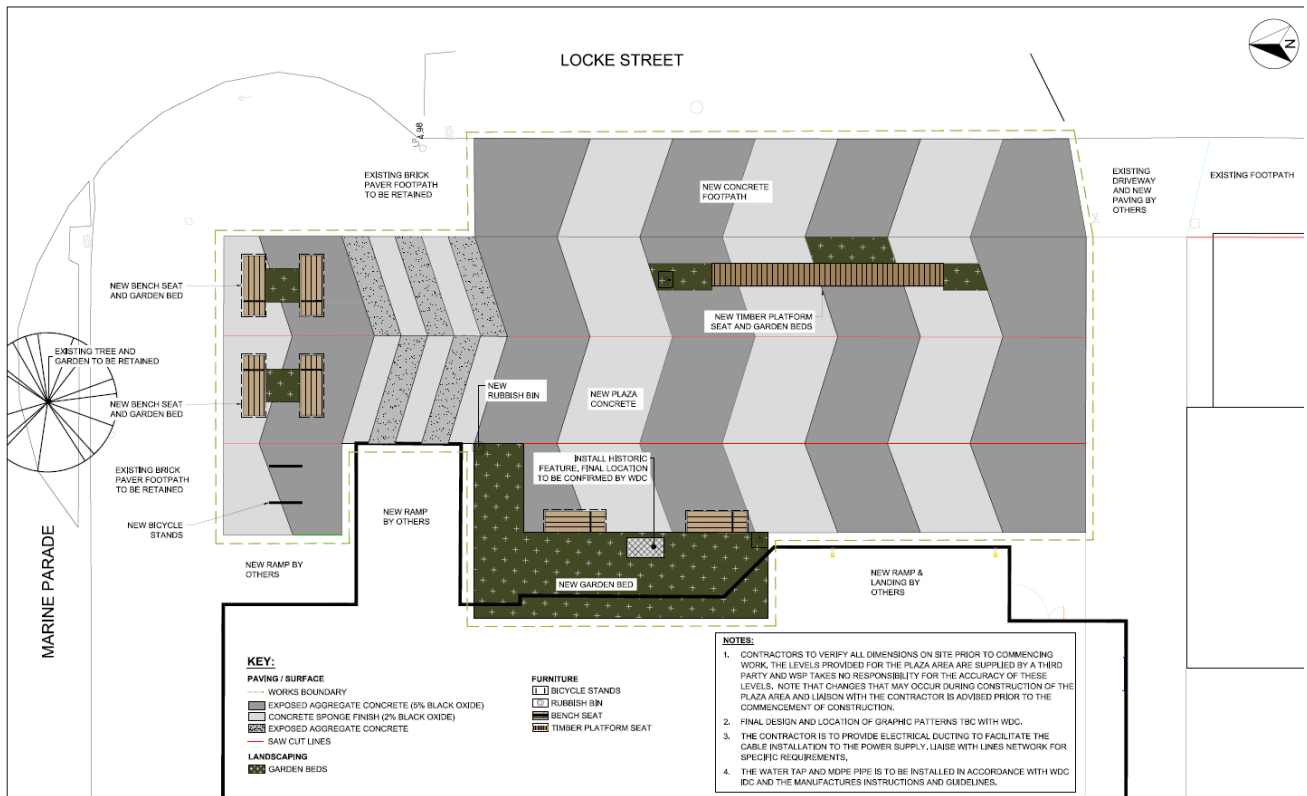 LOCKE STREET
N
LP
4.98
EXISTING BRICK
PAVER FOOTPATH
TO BE RETAINED
NEW CONCRETE
FOOTPATH
EXISTING
DRIVEWAY
AND NEW
PAVING BY
OTHERS
EXISTING FOOTPATH
NEW BENCH SEAT
AND GARDEN BED
NEW TIMBER PLATFORM
SEAT AND GARDEN BEDS
EXISTING TREE AND
GARDEN TO BE RETAINED
NEW
RUBBISH BIN
NEW PLAZA
CONCRETE
NEW BENCH SEAT
AND GARDEN BED
INSTALL HISTORIC
FEATURE, FINAL LOCATION
TO BE CONFIRMED BY WDC
EXISTING BRICK
PAVER FOOTPATH
TO BE RETAINED
NEW BICYCLE
STANDS
NEW RAMP
BY OTHERS
NEW RAMP BY
OTHERS
NEW GARDEN BED
NEW RAMP &
LANDING BY
OTHERS
MARINE PARADE
KEY:
PAVING / SURFACE
WORKS BOUNDARY
EXPOSED AGGREGATE CONCRETE (5% BLACK OXIDE)
CONCRETE SPONGE FINISH (2% BLACK OXIDE)
EXPOSED AGGREGATE CONCRETE
SAW CUT LINES
LANDSCAPING
GARDEN BEDS
FURNITURE
BICYCLE STANDS
RUBBISH BIN
BENCH SEAT
TIMBER PLATFORM SEAT
NOTES:
1. CONTRACTORS TO VERIFY ALL DIMENSIONS ON SITE PRIOR TO COMMENCING
WORK, THE LEVELS PROVIDED FOR THE PLAZA AREA ARE SUPPLIED BY A THIRD
PARTY AND WSP TAKES NO RESPONSIBILITY FOR THE ACCURACY OF THESE
LEVELS. NOTE THAT CHANGES THAT MAY OCCUR DURING CONSTRUCTION OF THE
PLAZA AREA AND LIAISON WITH THE CONTRACTOR IS ADVISED PRIOR TO THE
COMMENCEMENT OF CONSTRUCTION.
2. FINAL DESIGN AND LOCATION OF GRAPHIC PATTERNS TBC WITH WDC.
3. THE CONTRACTOR IS TO PROVIDE ELECTRICAL DUCTING TO FACILITATE THE
CABLE INSTALLATION TO THE POWER SUPPLY. LIAISE WITH LINES NETWORK FOR
SPECIFIC REQUIREMENTS.
4. THE WATER TAP AND MDPE PIPE IS TO BE INSTALLED IN ACCORDANCE WITH WDC
IDC AND THE MANUFACTURES INSTRUCTIONS AND GUIDELINES.